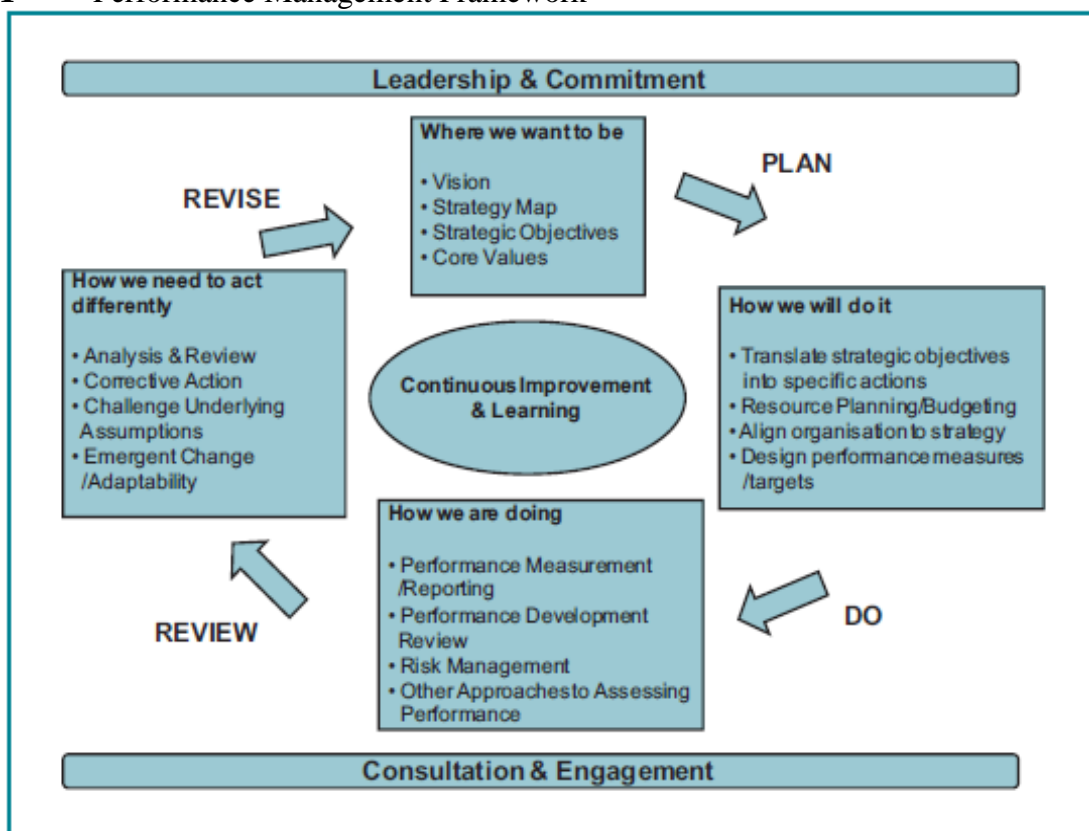 1 Performance Management Framework
Leadership & Commitment
Where we want to be
• Vision
• Strategy Map
• Strategic Objectives
• Core Values
PLAN
REVISE
How we need to act
differently
• Analysis & Review
• Corrective Action
• Challenge Underlying
Assumptions
• Emergent Change
/Adaptability
Continuous Improvement
& Learning
How we will do it
• Translate strategic objectives
into specific actions
• Resource Planning/Budgeting
• Align organisation to strategy
• Design performance measures
/targets
How we are doing
• Performance Measurement
/Reporting
• Performance Development
Review
• Risk Management
• Other Approaches to Assessing
Performance
REVIEW
DO
Consultation & Engagement